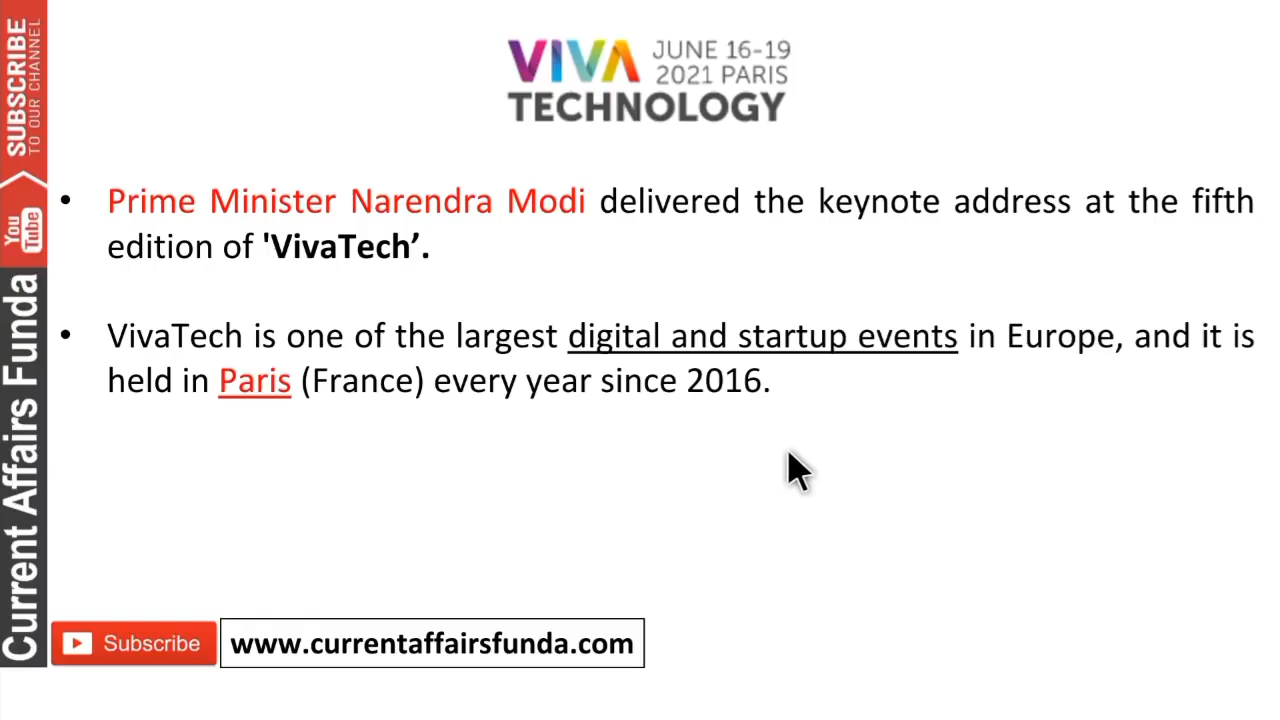 VIVA JUNE 16-19
2021 PARIS
TECHNOLOGY
• Prime Minister Narendra Modi delivered the keynote address at the fifth
edition of 'VivaTech’.
• VivaTech is one of the largest digital and startup events in Europe, and it is
held in Paris (France) every year since 2016.
SUBSCRIBE
TO OUR CHANNEL
You
Tube
Current Affairs Funda
Subscribe
www.currentaffairsfunda.com